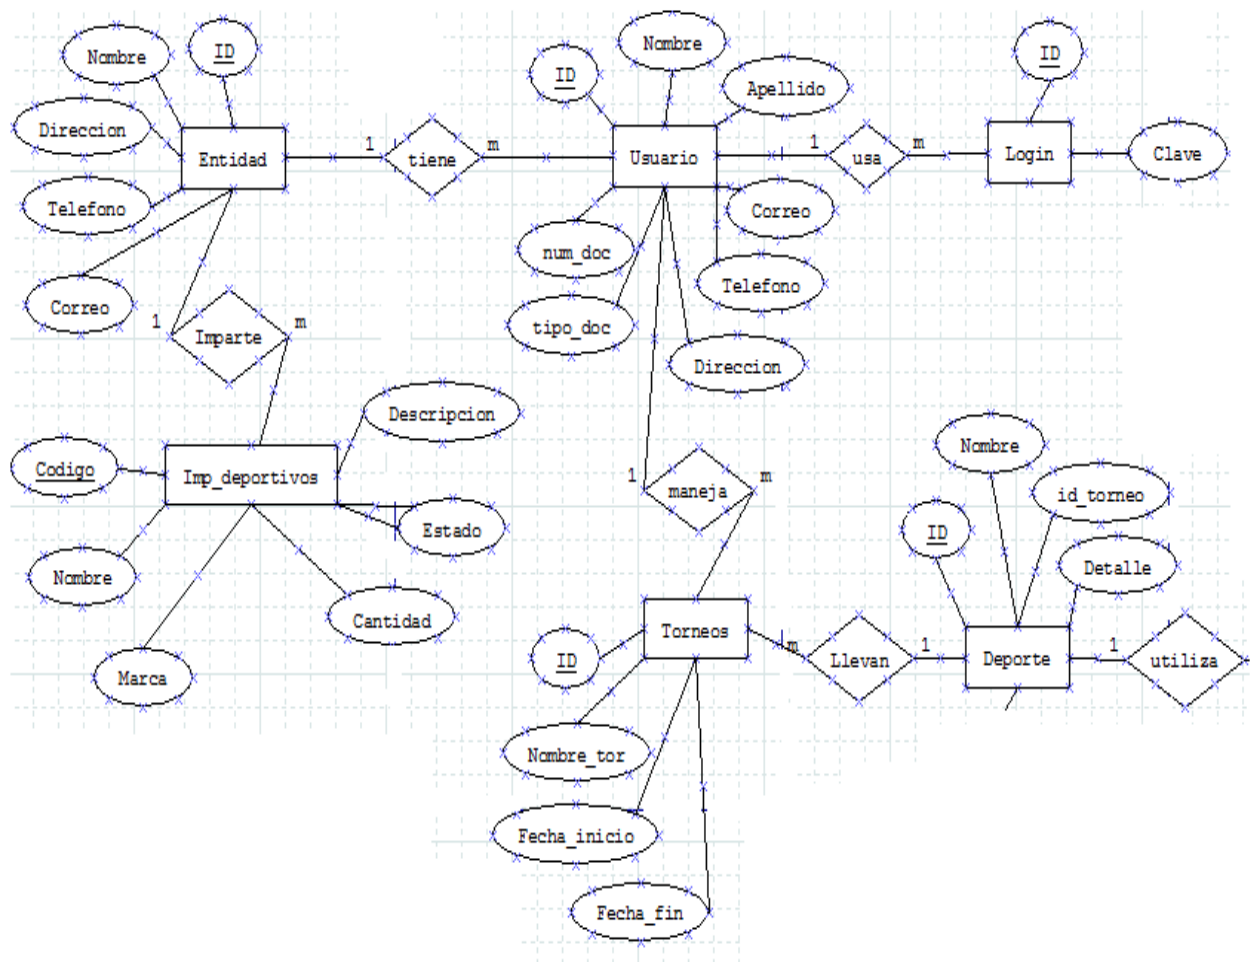 Nombre
ID
Direccion
Entidad
Telefono
Correo
1
tiene
m
ID
Nombre
Apellido
Usuario
num_doc
tipo_doc
Correo
Telefono
Direccion
1
usa
m
ID
Login
Clave
1
Imparte
m
Descripcion
Codigo
Imp_deportivos
Estado
Nombre
Cantidad
Marca
1
maneja
m
Torneos
ID
Nombre_tor
Fecha_inicio
Fecha_fin
m
Llevan
1
Nombre
id_torneo
ID
Detalle
Deporte
1
utiliza